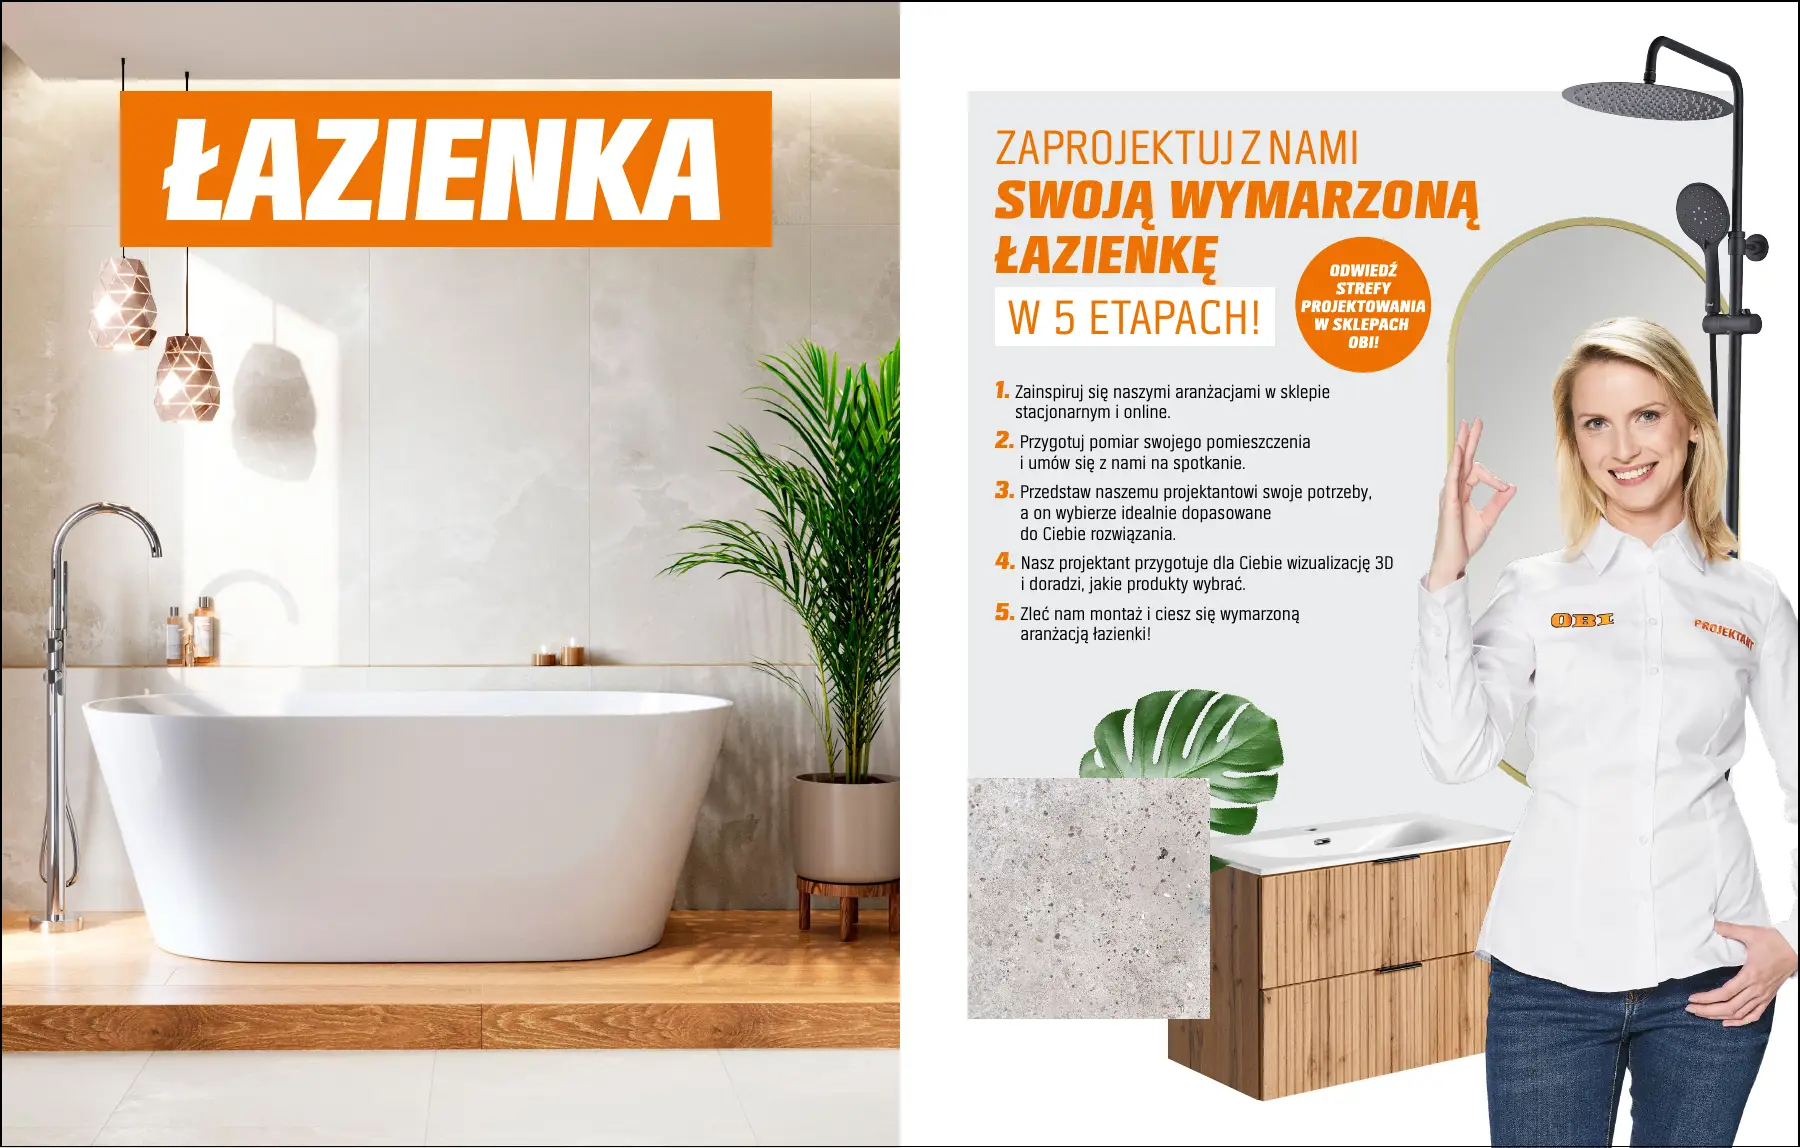 ŁAZIENKA
ZAPROJEKTUJ Z NAMI
SWOJĄ WYMARZONĄ
ŁAZIENKĘ
W 5 ETAPACH!
ODWIEDŹ
STREFY
PROJEKTOWANIA
W SKLEPACH
OBI!
1. Zainspiruj się naszymi aranżacjami w sklepie
stacjonarnym i online.
2. Przygotuj pomiar swojego pomieszczenia
i umów się z nami na spotkanie.
3. Przedstaw naszemu projektantowi swoje potrzeby,
a on wybierze idealnie dopasowane
do Ciebie rozwiązania.
4. Nasz projektant przygotuje dla Ciebie wizualizację 3D
i doradzi, jakie produkty wybrać.
5. Zleć nam montaż i ciesz się wymarzoną
aranżacją łazienki!
OBI
PROJEKTANT